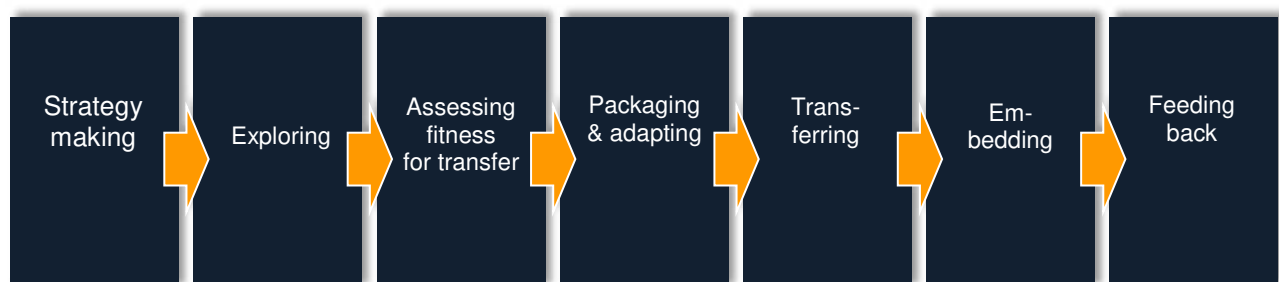 Strategy
making
Exploring
Assessing
fitness
for transfer
Packaging
& adapting
Trans-
ferring
Em-
bedding
Feeding
back